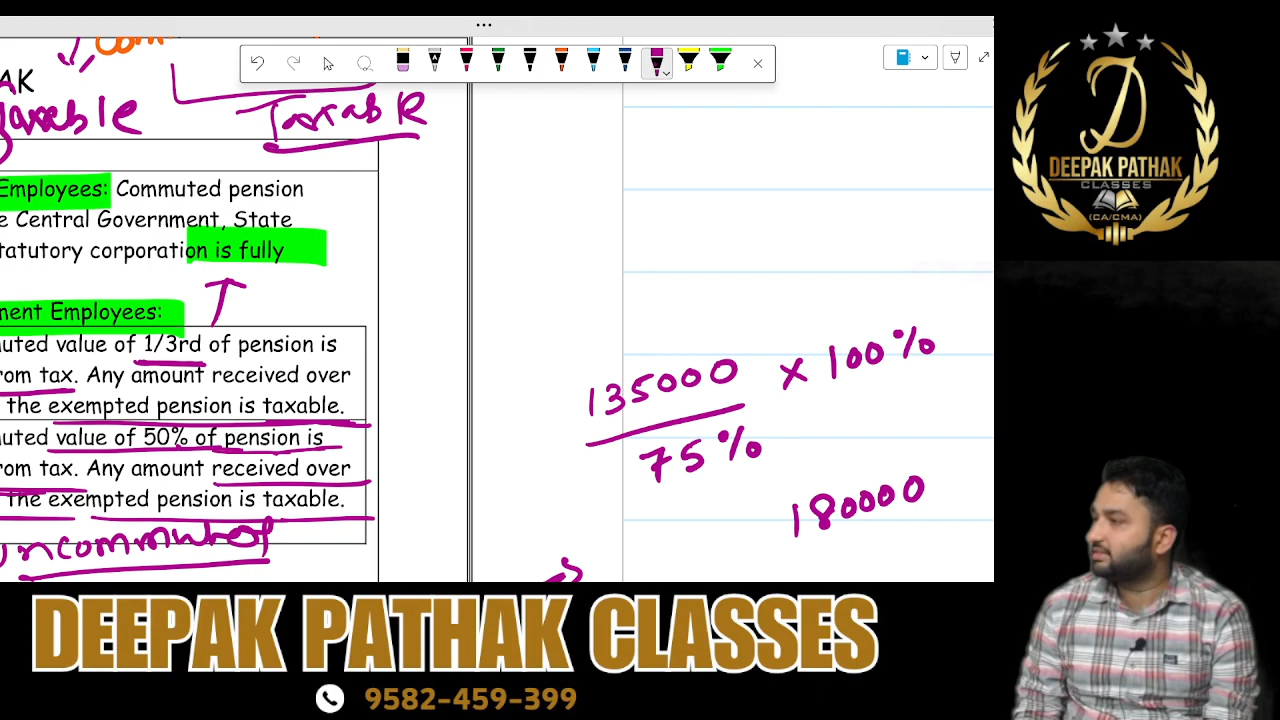 AK
Taxable
Taxable
Employees: Commuted pension
e Central Government, State
tatutory corporation is fully
ment Employees:
uted value of 1/3rd of pension is
rom tax. Any amount received over
the exempted pension is taxable.
uted value of 50% of pension is
rom tax. Any amount received over
the exempted pension is taxable.
135000 × 100%
75%
180000
D
DEEPAK PATHAK
CLASSES
(CA/CMA)
DEEPAK PATHAK CLASSES
9582-459-399